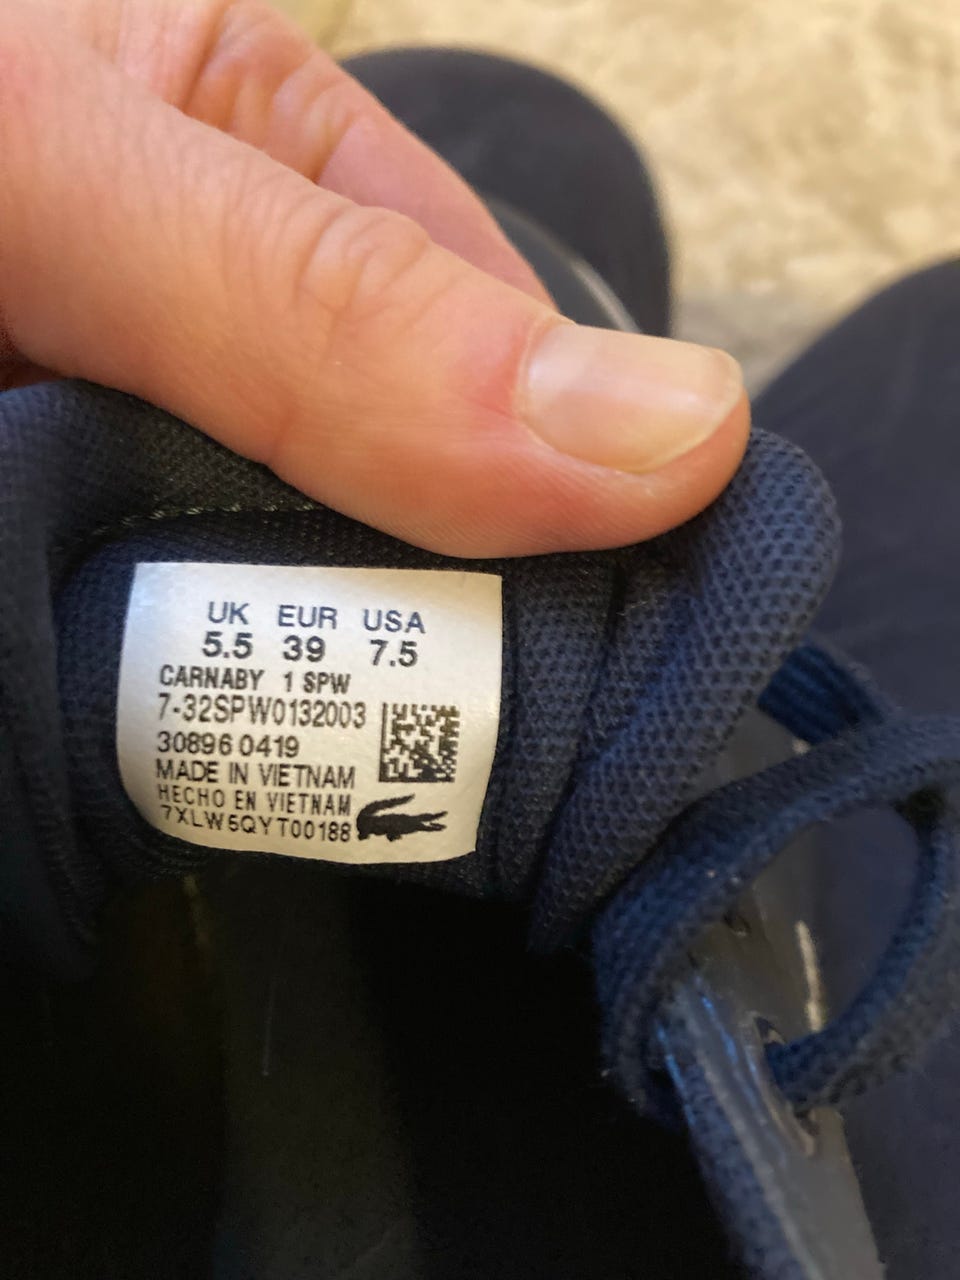 UK EUR USA
5.5 39 7.5
CARNABY 1 SPW
7-32SPW0132003
30896 0419
MADE IN VIETNAM
HECHO EN VIETNAM
7XLW5QYT00188